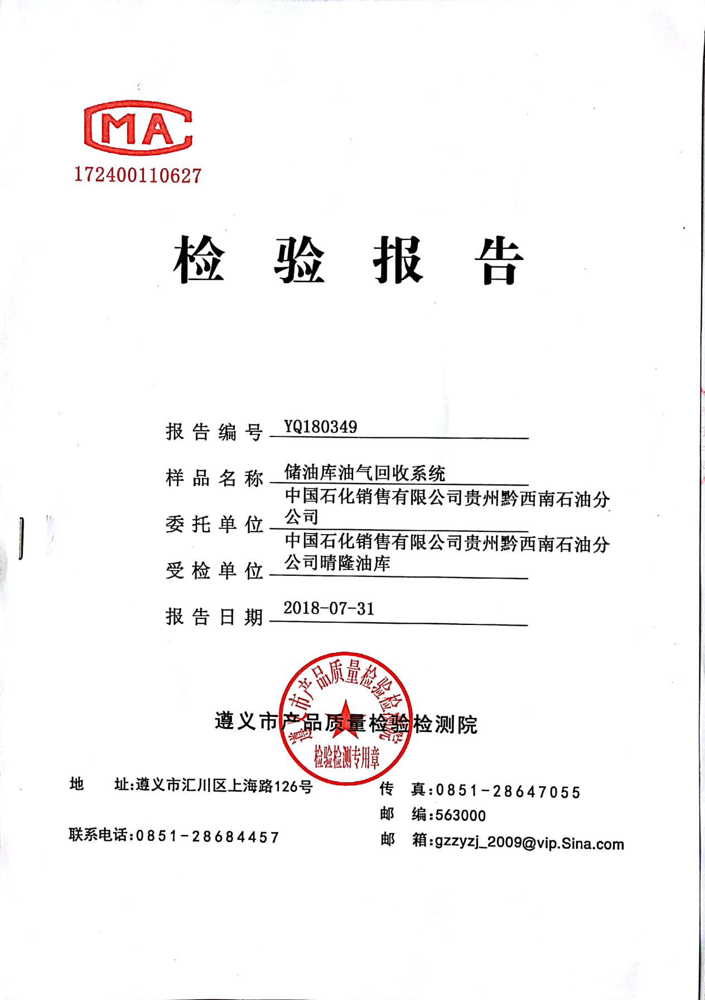 CMA
172400110627
检验报告
报告编号 YQ180349
样品名称 储油库油气回收系统
中国石化销售有限公司贵州黔西南石油分
委托单位 公司
中国石化销售有限公司贵州黔西南石油分
受检单位 公司晴隆油库
报告日期 2018-07-31
遵义市产品质量检验检测院
遵义市产品质量检验检测院
检验检测专用章
地 址:遵义市汇川区上海路126号
传 真:0851-28647055
邮 编:563000
联系电话:0851-28684457
邮 箱:gzzyzj_2009@vip.Sina.com